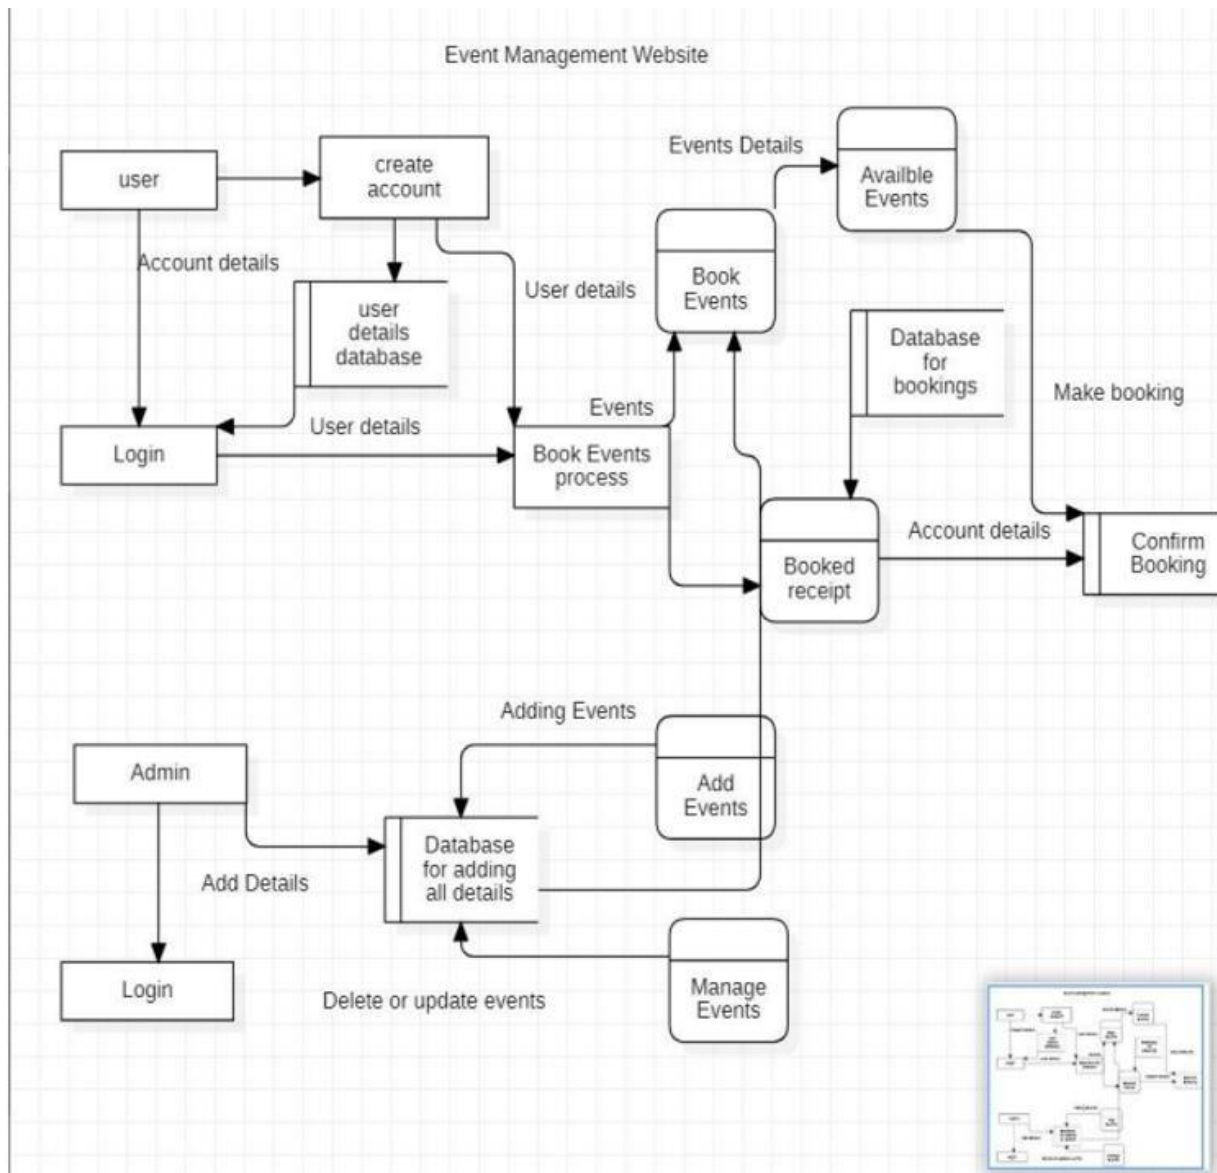 Event Management Website
user
create
account
Events Details
Availble
Events
Account details
user
details
database
User details
Book
Events
Database
for
bookings
Make booking
Login
User details
Events
Book Events
process
Booked
receipt
Account details
Confirm
Booking
Adding Events
Admin
Add
Events
Database
for adding
all details
Add Details
Login
Delete or update events
Manage
Events